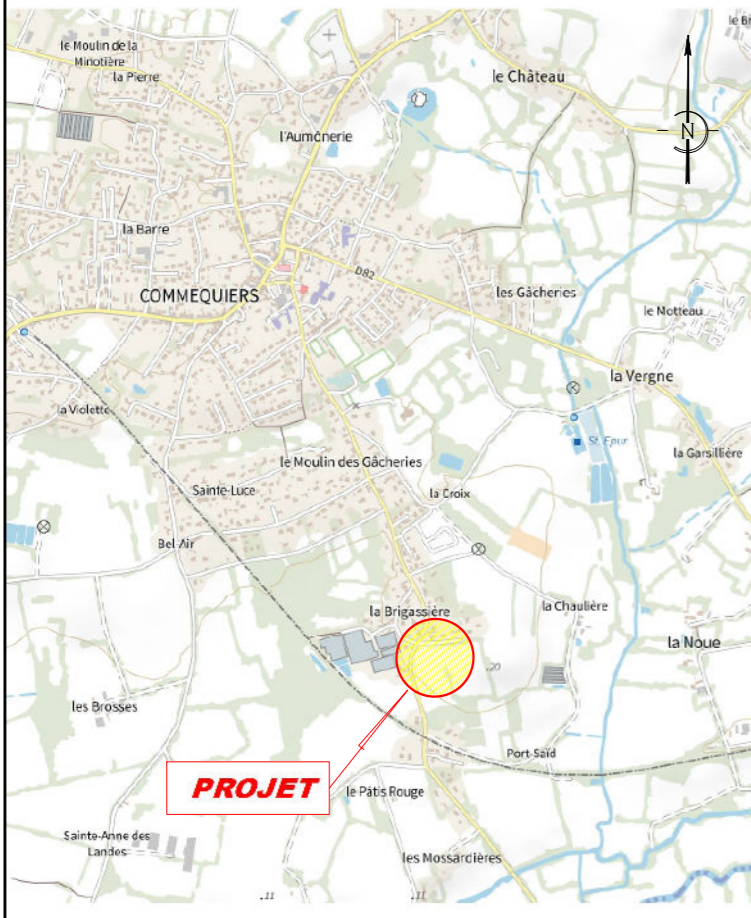 le Moulin de la
Minotière
la Pierre
le Château
N
l'Aumônerie
la Barre
D82
COMMEQUIERS
les Gâcheries
le Motteau
la Vergne
la Violette
St. Epur
la Garsillière
le Moulin des Gâcheries
Sainte-Luce
la Croix
Bel-Air
la Brigassière
la Chaulière
la Noue
20
les Brosses
Port-Saïd
PROJET
le Pâtis Rouge
Sainte-Anne des
Landes
les Mossardières
11
11